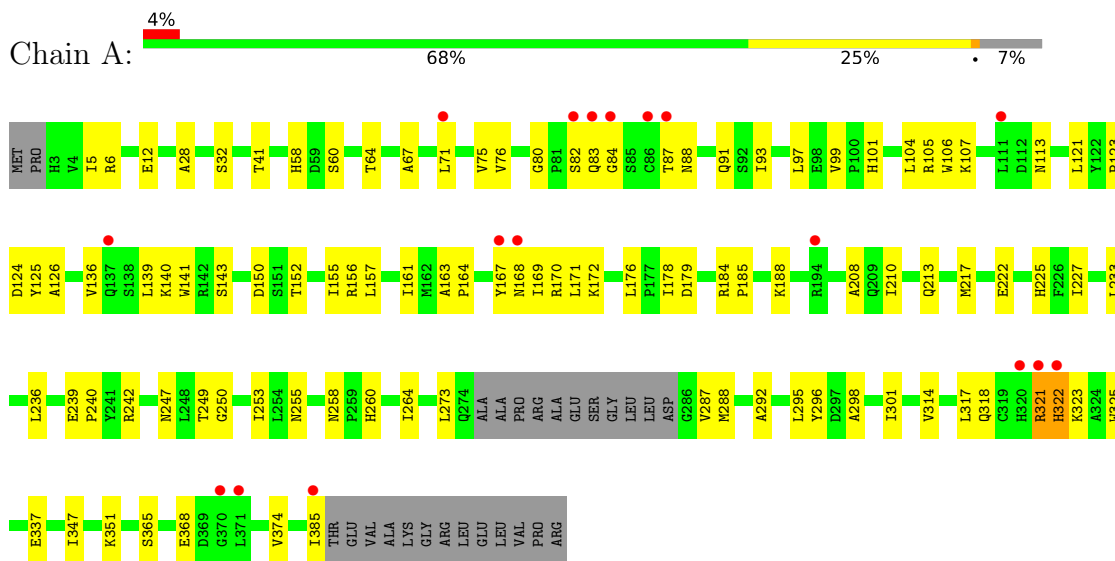 Chain A:
4%
68% 25% • 7%
MET PRO H3 V4 I5 R6 E12 A28 S32 T41 H58 D59 S60 T64 A67 L71 V75 V76 G80 P81 S82 Q83 G84 S85 C86 T87 N88 Q91 S92 I93 L97 E98 V99 P100 H101 L104 R105 W106 K107 L111 D112 N113 L121 Y122
D124 Y125 A126 V136 Q137 S138 L139 K140 W141 R142 S143 D150 S151 T152 I155 R156 L157 I161 M162 A163 P164 Y167 N168 I169 R170 L171 K172 L176 P177 I178 D179 R184 P185 K188 R194 A208 Q209 I210 Q213 M217 E222 H225 F226 I227 L233
L236 E239 P240 Y241 R242 N247 L248 T249 G250 I253 L254 N255 N258 P259 H260 I264 L273 Q274 ALA ALA PRO ARG ALA GLU SER GLY LEU LEU ASP G286 V287 M288 A292 L295 Y296 D297 A298 I301 V314 L317 Q318 C319 H320 R321 H322 K323 A324
E337 I347 K351 S365 E368 D369 G370 L371 V374 I385 THR GLU VAL ALA LYS GLY ARG LEU GLU LEU VAL PRO ARG